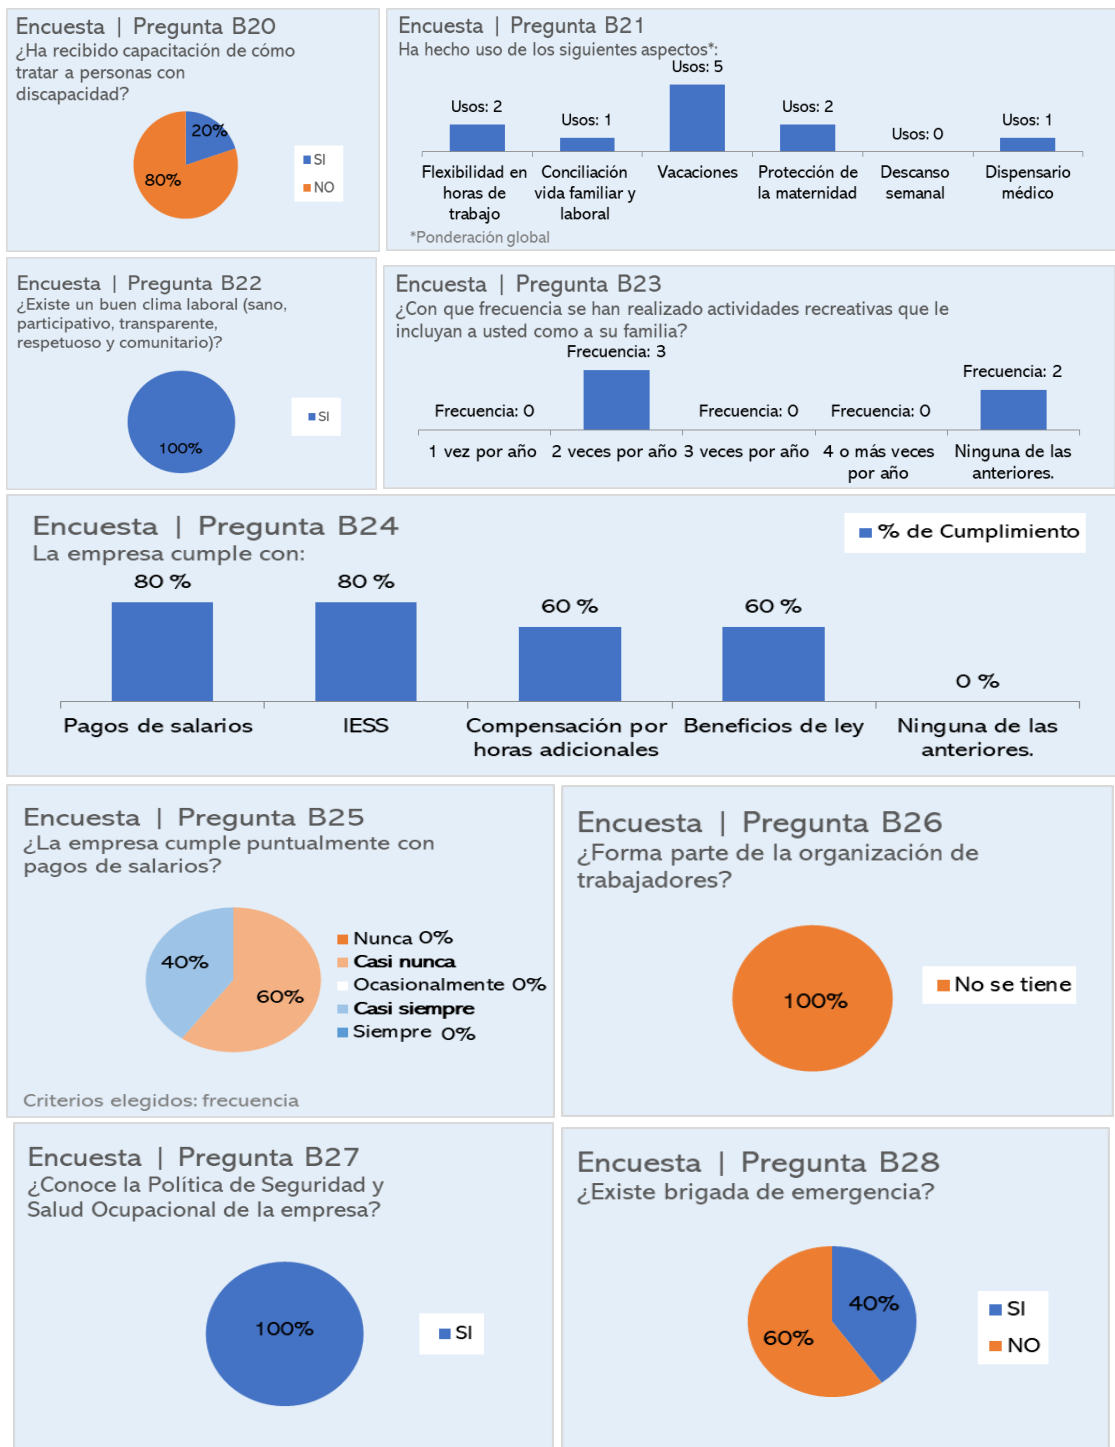 Encuesta | Pregunta B20
¿Ha recibido capacitación de cómo
tratar a personas con
discapacidad?
20%
80%
SI
NO
Encuesta | Pregunta B21
Ha hecho uso de los siguientes aspectos*:
Usos: 2
Usos: 1
Usos: 5
Usos: 2
Usos: 0
Usos: 1
Flexibilidad en
horas de
trabajo
Conciliación
vida familiar y
laboral
Vacaciones
Protección de
la maternidad
Descanso
semanal
Dispensario
médico
*Ponderación global
Encuesta | Pregunta B22
¿Existe un buen clima laboral (sano,
participativo, transparente,
respetuoso y comunitario)?
100%
SI
Encuesta | Pregunta B23
¿Con que frecuencia se han realizado actividades recreativas que le
incluyan a usted como a su familia?
Frecuencia: 0
Frecuencia: 3
Frecuencia: 0
Frecuencia: 0
Frecuencia: 2
1 vez por año
2 veces por año
3 veces por año
4 o más veces
por año
Ninguna de las
anteriores.
Encuesta | Pregunta B24
La empresa cumple con:
% de Cumplimiento
80 %
80 %
60 %
60 %
0 %
Pagos de salarios
IESS
Compensación por
horas adicionales
Beneficios de ley
Ninguna de las
anteriores.
Encuesta | Pregunta B25
¿La empresa cumple puntualmente con
pagos de salarios?
40%
60%
Nunca 0%
Casi nunca
Ocasionalmente 0%
Casi siempre
Siempre 0%
Criterios elegidos: frecuencia
Encuesta | Pregunta B26
¿Forma parte de la organización de
trabajadores?
100%
No se tiene
Encuesta | Pregunta B27
¿Conoce la Política de Seguridad y
Salud Ocupacional de la empresa?
100%
SI
Encuesta | Pregunta B28
¿Existe brigada de emergencia?
40%
60%
SI
NO